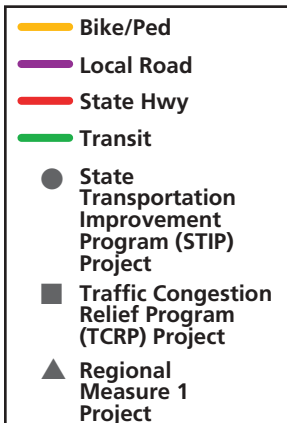 Bike/Ped
Local Road
State Hwy
Transit
State
Transportation
Improvement
Program (STIP)
Project
Traffic Congestion
Relief Program
(TCRP) Project
Regional
Measure 1
Project